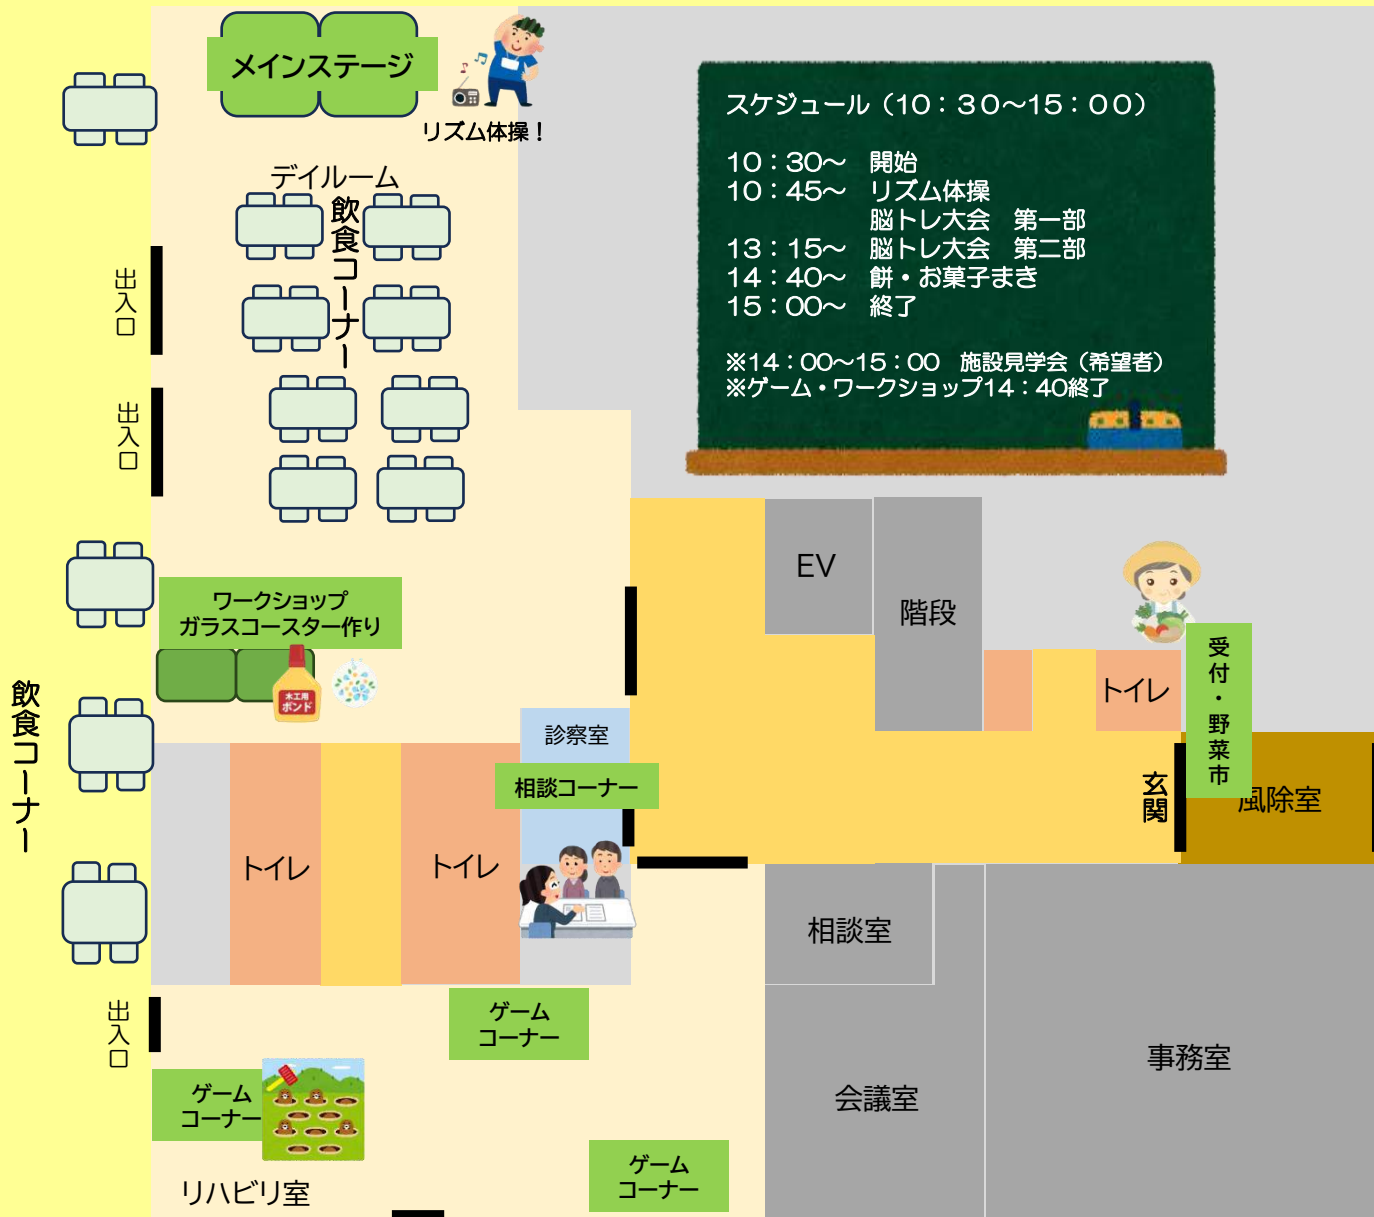 メインステージ
リズム体操！
スケジュール（10：30～15：00）
10：30～　開始
10：45～　リズム体操
脳トレ大会　第一部
13：15～　脳トレ大会　第二部
14：40～　餅・お菓子まき
15：00～　終了
※14：00～15：00　施設見学会（希望者）
※ゲーム・ワークショップ14：40終了
デイルーム
飲食コーナー
出入口
出入口
EV
階段
ワークショップ
ガラスコースター作り
木工用
ボンド
飲食コーナー
トイレ
受付・野菜市
診察室
相談コーナー
玄関
風除室
トイレ
トイレ
相談室
出入口
ゲーム
コーナー
ゲーム
コーナー
会議室
事務室
ゲーム
コーナー
リハビリ室